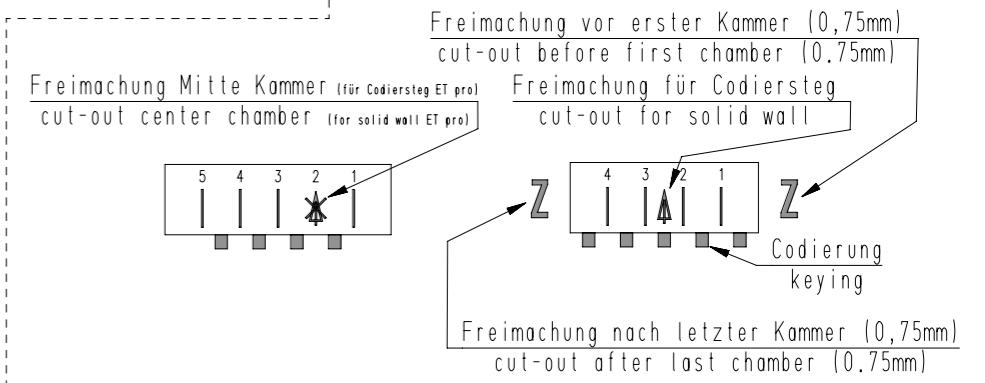 Freimachung vor erster Kammer (0,75mm)
cut-out before first chamber (0.75mm)
Freimachung Mitte Kammer (für Codiersteg ET pro)
cut-out center chamber (for solid wall ET pro)
Freimachung für Codiersteg
cut-out for solid wall
5 4 3 2 1
Z
4 3 2 1
Z
Codierung
keying
Freimachung nach letzter Kammer (0,75mm)
cut-out after last chamber (0.75mm)